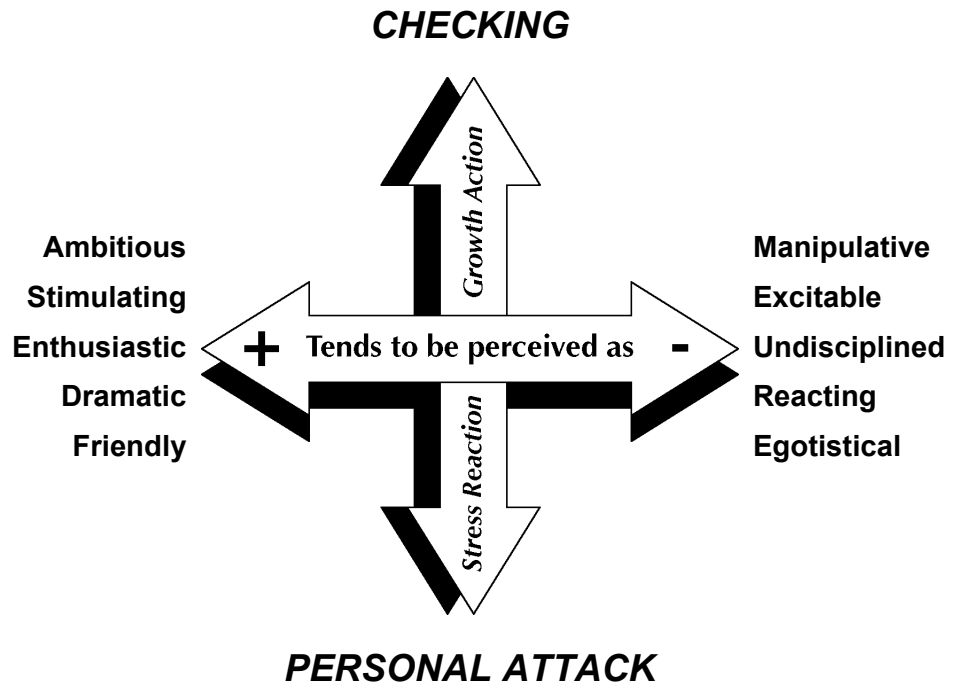 CHECKING
Growth Action
Ambitious
Stimulating
Enthusiastic
Dramatic
Friendly
+ Tends to be perceived as -
Manipulative
Excitable
Undisciplined
Reacting
Egotistical
Stress Reaction
PERSONAL ATTACK